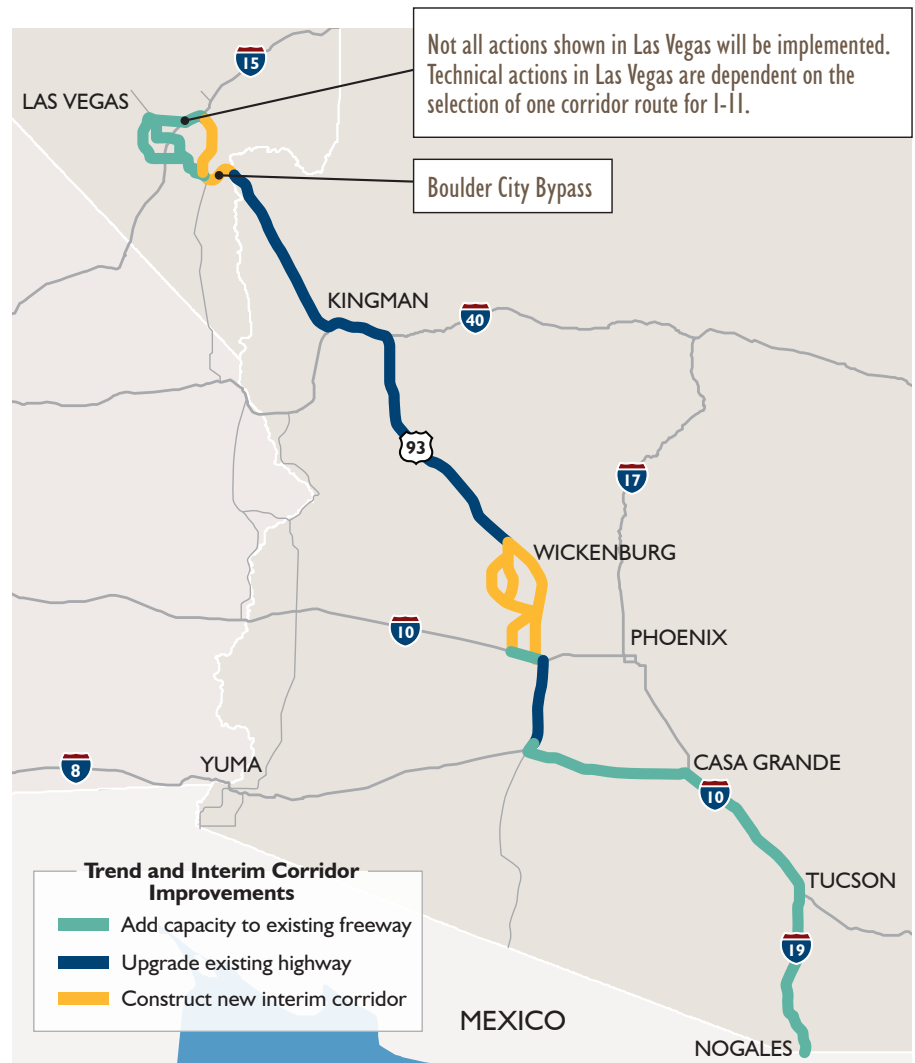 Not all actions shown in Las Vegas will be implemented.
Technical actions in Las Vegas are dependent on the
selection of one corridor route for I-11.
15
LAS VEGAS
Boulder City Bypass
KINGMAN
40
93
17
WICKENBURG
10
PHOENIX
8
YUMA
CASA GRANDE
10
TUCSON
19
Trend and Interim Corridor
Improvements
Add capacity to existing freeway
Upgrade existing highway
Construct new interim corridor
MEXICO
NOGALES